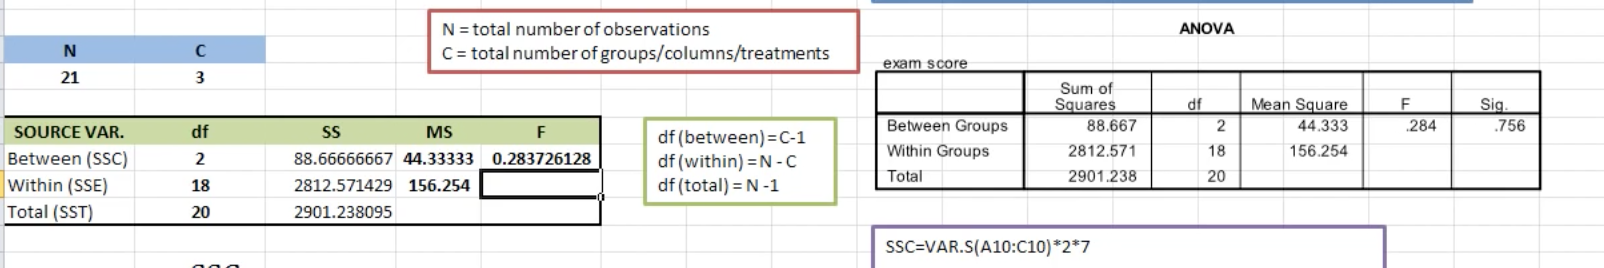 N = total number of observations
C = total number of groups/columns/treatments
N C
21 3
SOURCE VAR. df SS MS F
Between (SSC) 2 88.66666667 44.33333 0.283726128
Within (SSE) 18 2812.571429 156.254
Total (SST) 20 2901.238095
df (between) = C-1
df (within) = N - C
df (total) = N -1
ANOVA
exam score
Sum of
Squares df Mean Square F Sig.
Between Groups 88.667 2 44.333 .284 .756
Within Groups 2812.571 18 156.254
Total 2901.238 20
SSC=VAR.S(A10:C10)*2*7